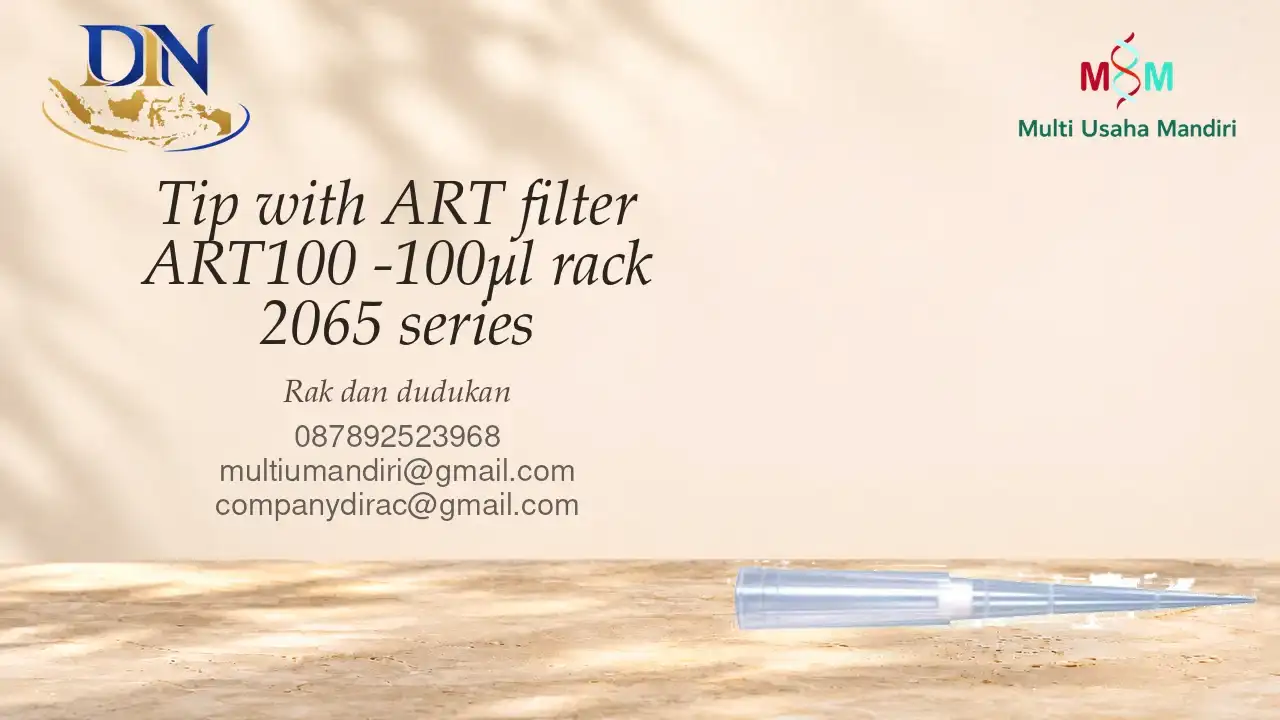 DIN
M M
Multi Usaha Mandiri
Tip with ART filter
ART100 -100µl rack
2065 series
Rak dan dudukan
087892523968
multiumandiri@gmail.com
companydirac@gmail.com